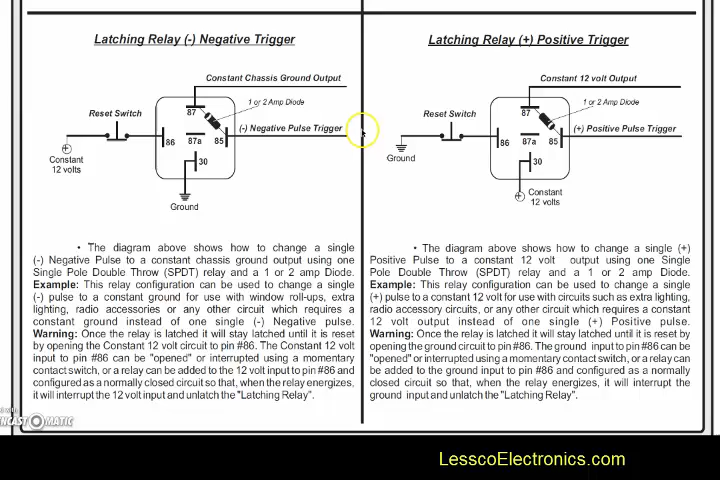 Latching Relay (-) Negative Trigger
Constant Chassis Ground Output
1 or 2 Amp Diode
87
Reset Switch
(-) Negative Pulse Trigger
86
87a
85
30
Constant
12 volts
Ground
• The diagram above shows how to change a single
(-) Negative Pulse to a constant chassis ground output using one
Single Pole Double Throw (SPDT) relay and a 1 or 2 amp Diode.
Example: This relay configuration can be used to change a single
(-) pulse to a constant ground for use with window roll-ups, extra
lighting, radio accessories or any other circuit which requires a
constant ground instead of one single (-) Negative pulse.
Warning: Once the relay is latched it will stay latched until it is reset
by opening the Constant 12 volt circuit to pin #86. The Constant 12 volt
input to pin #86 can be "opened" or interrupted using a momentary
contact switch, or a relay can be added to the 12 volt input to pin #86 and
configured as a normally closed circuit so that, when the relay energizes,
it will interrupt the 12 volt input and unlatch the "Latching Relay".
Latching Relay (+) Positive Trigger
Constant 12 volt Output
1 or 2 Amp Diode
87
Reset Switch
(+) Positive Pulse Trigger
86
87a
85
30
Ground
Constant
12 volts
• The diagram above shows how to change a single (+)
Positive Pulse to a constant 12 volt output using one Single
Pole Double Throw (SPDT) relay and a 1 or 2 amp Diode.
Example: This relay configuration can be used to change a single
(+) pulse to a constant 12 volt for use with circuits such as extra lighting,
radio accessory circuits, or any other circuit which requires a constant
12 volt output instead of one single (+) Positive pulse.
Warning: Once the relay is latched it will stay latched until it is reset by
opening the ground circuit to pin #86. The ground input to pin #86 can be
"opened" or interrupted using a momentary contact switch, or a relay can
be added to the ground input to pin #86 and configured as a normally
closed circuit so that, when the relay energizes, it will interrupt the
ground input and unlatch the "Latching Relay".
LesscoElectronics.com